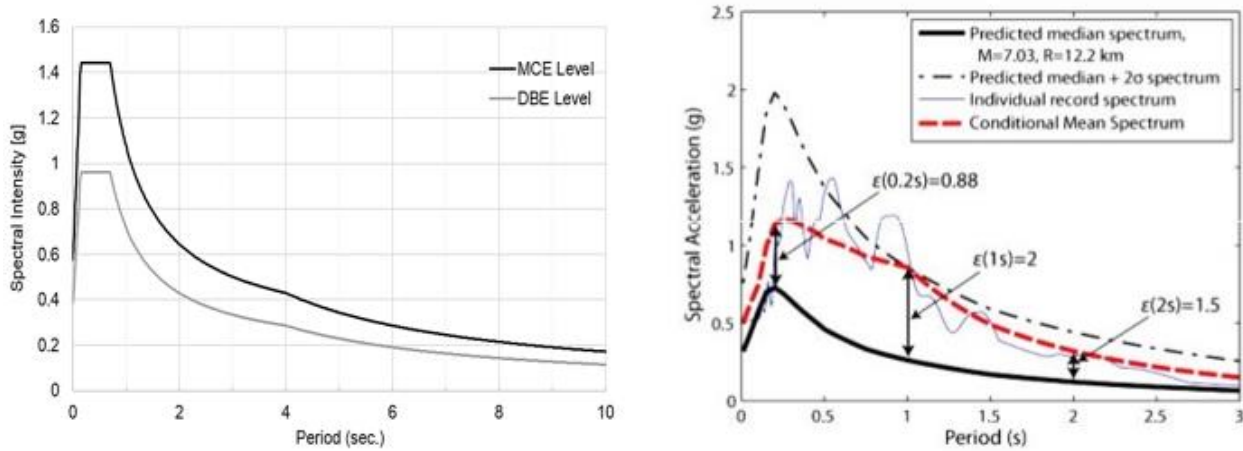 1.6
1.4
1.2
1
0.8
0.6
0.4
0.2
0
Spectral Intensity [g]
MCE Level
DBE Level
0 2 4 6 8 10
Period (sec.)
2.5
2
1.5
1
0.5
0
Spectral Acceleration (g)
Predicted median spectrum,
M=7.03, R=12.2 km
Predicted median + 2σ spectrum
Individual record spectrum
Conditional Mean Spectrum
ε(0.2s)=0.88
ε(1s)=2
ε(2s)=1.5
0 0.5 1 1.5 2 2.5 3
Period (s)